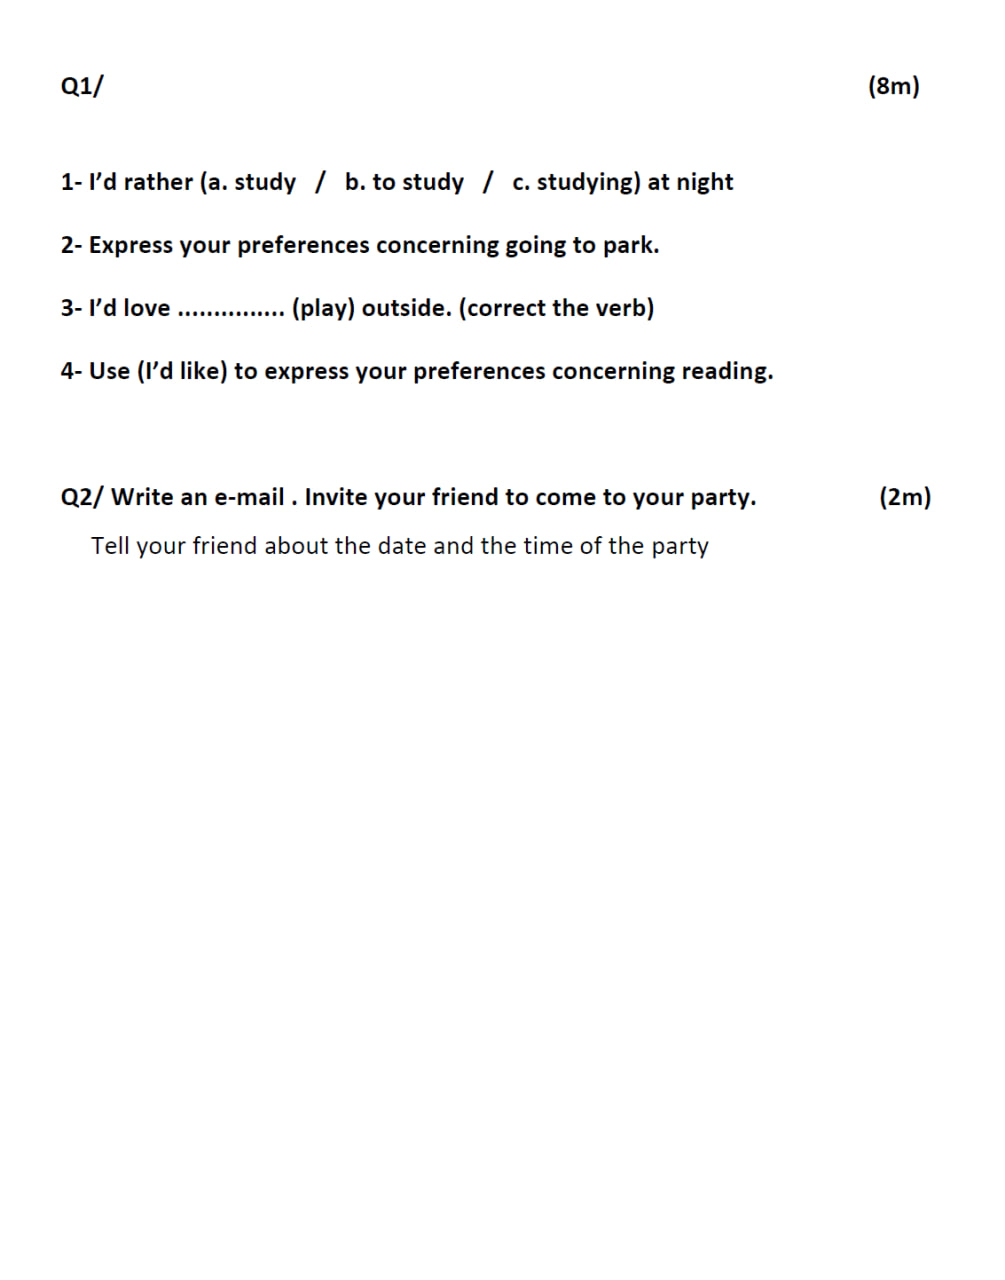 Q1/ (8m)
1- I’d rather (a. study / b. to study / c. studying) at night
2- Express your preferences concerning going to park.
3- I’d love ............... (play) outside. (correct the verb)
4- Use (I’d like) to express your preferences concerning reading.
Q2/ Write an e-mail . Invite your friend to come to your party. (2m)
Tell your friend about the date and the time of the party